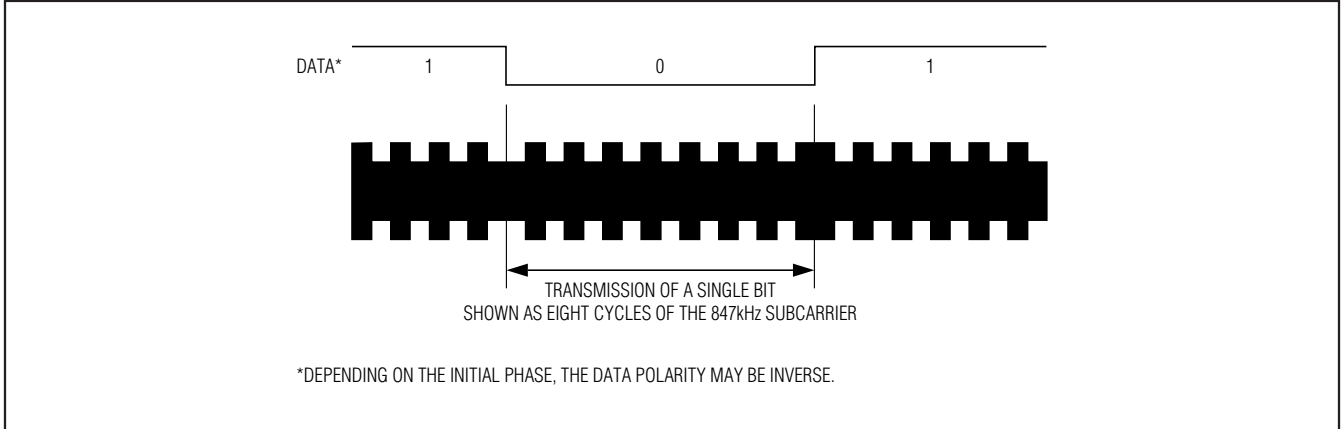 DATA* 1 0 1
TRANSMISSION OF A SINGLE BIT
SHOWN AS EIGHT CYCLES OF THE 847kHz SUBCARRIER
*DEPENDING ON THE INITIAL PHASE, THE DATA POLARITY MAY BE INVERSE.